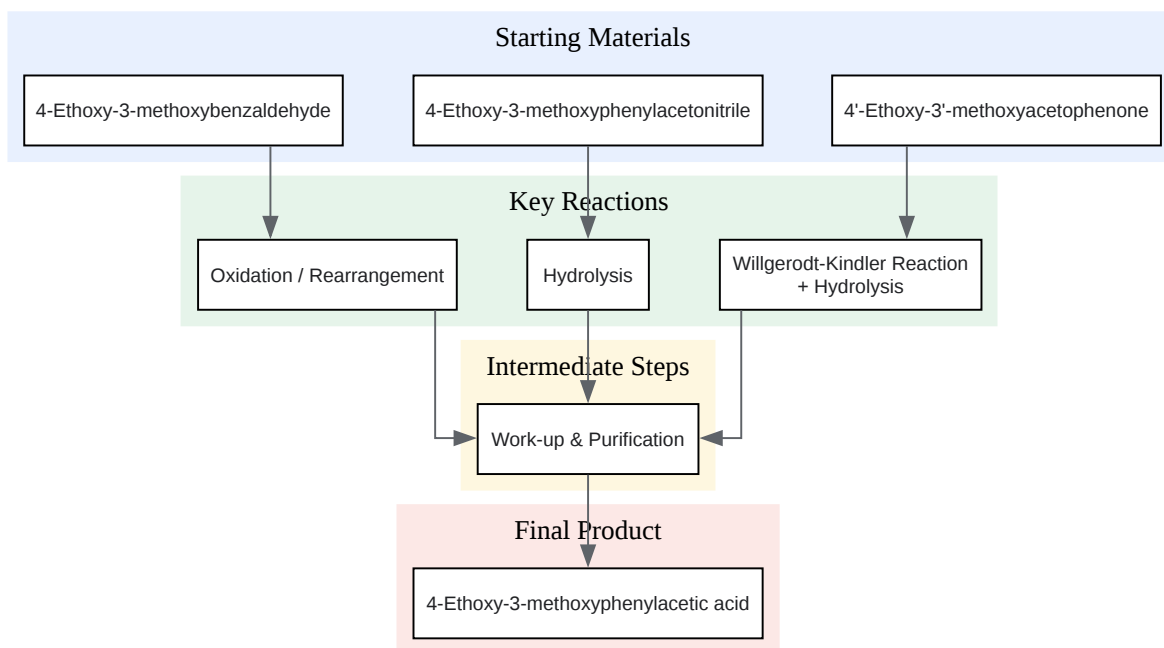 Starting Materials
4-Ethoxy-3-methoxybenzaldehyde
4-Ethoxy-3-methoxyphenylacetonitrile
4'-Ethoxy-3'-methoxyacetophenone
Key Reactions
Oxidation / Rearrangement
Hydrolysis
Willgerodt-Kindler Reaction
+ Hydrolysis
Intermediate Steps
Work-up & Purification
Final Product
4-Ethoxy-3-methoxyphenylacetic acid